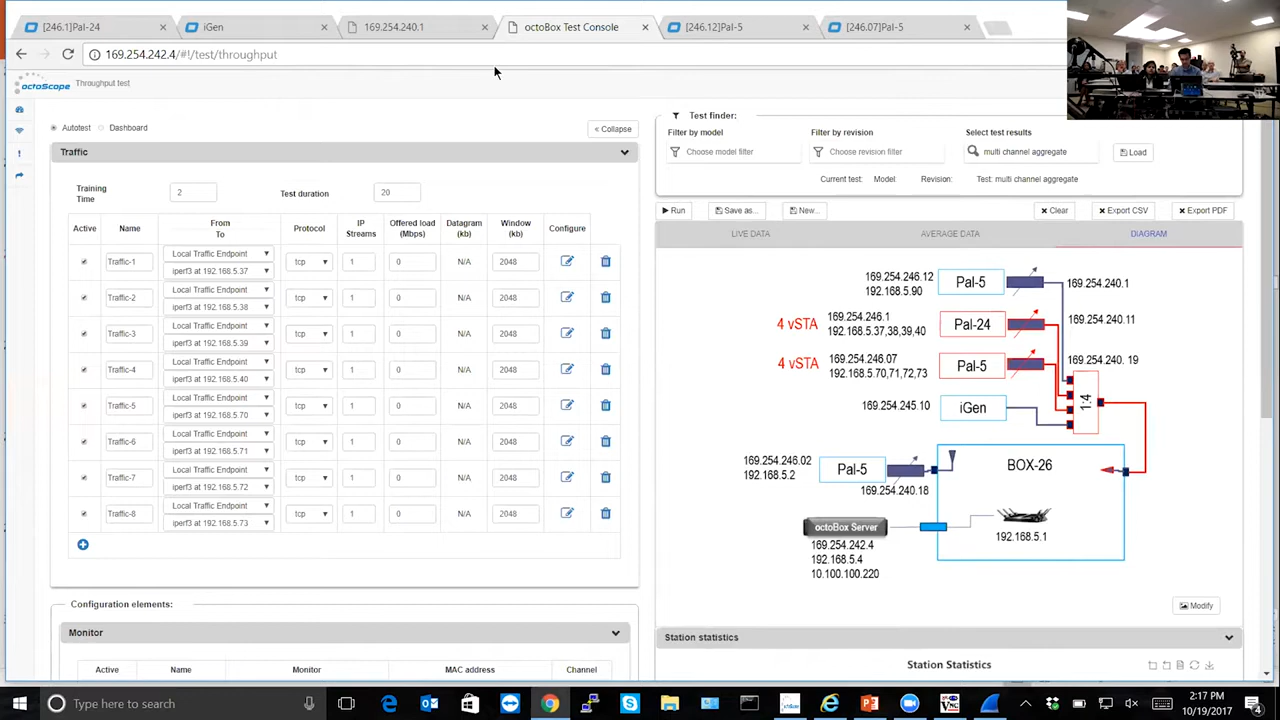 [246.1]Pal-24
iGen
169.254.240.1
octoBox Test Console
[246.12]Pal-5
[246.07]Pal-5
169.254.242.4/#!/test/throughput
octoScope
Throughput test
Autotest
Dashboard
< Collapse
Traffic
Training Time
2
Test duration
20
Active
Name
From
To
Protocol
IP Streams
Offered load (Mbps)
Datagram (kb)
Window (kb)
Configure
Traffic-1
Local Traffic Endpoint
iperf3 at 192.168.5.37
tcp
1
0
N/A
2048
Traffic-2
Local Traffic Endpoint
iperf3 at 192.168.5.38
tcp
1
0
N/A
2048
Traffic-3
Local Traffic Endpoint
iperf3 at 192.168.5.39
tcp
1
0
N/A
2048
Traffic-4
Local Traffic Endpoint
iperf3 at 192.168.5.40
tcp
1
0
N/A
2048
Traffic-5
Local Traffic Endpoint
iperf3 at 192.168.5.70
tcp
1
0
N/A
2048
Traffic-6
Local Traffic Endpoint
iperf3 at 192.168.5.71
tcp
1
0
N/A
2048
Traffic-7
Local Traffic Endpoint
iperf3 at 192.168.5.72
tcp
1
0
N/A
2048
Traffic-8
Local Traffic Endpoint
iperf3 at 192.168.5.73
tcp
1
0
N/A
2048
Configuration elements:
Monitor
Active
Name
Monitor
MAC address
Channel
Test finder:
Filter by model
Filter by revision
Select test results
Choose model filter
Choose revision filter
multi channel aggregate
Load
Current test: Model: Revision: Test: multi channel aggregate
Run
Save as...
New...
Clear
Export CSV
Export PDF
LIVE DATA
AVERAGE DATA
DIAGRAM
169.254.246.12
192.168.5.90
Pal-5
169.254.240.1
4 vSTA
169.254.246.1
192.168.5.37,38,39,40
Pal-24
169.254.240.11
4 vSTA
169.254.246.07
192.168.5.70,71,72,73
Pal-5
169.254.240. 19
169.254.245.10
iGen
1:4
169.254.246.02
192.168.5.2
Pal-5
169.254.240.18
BOX-26
octoBox Server
169.254.242.4
192.168.5.4
10.100.100.220
192.168.5.1
Modify
Station statistics
Station Statistics
Type here to search
2:17 PM
10/19/2017
4